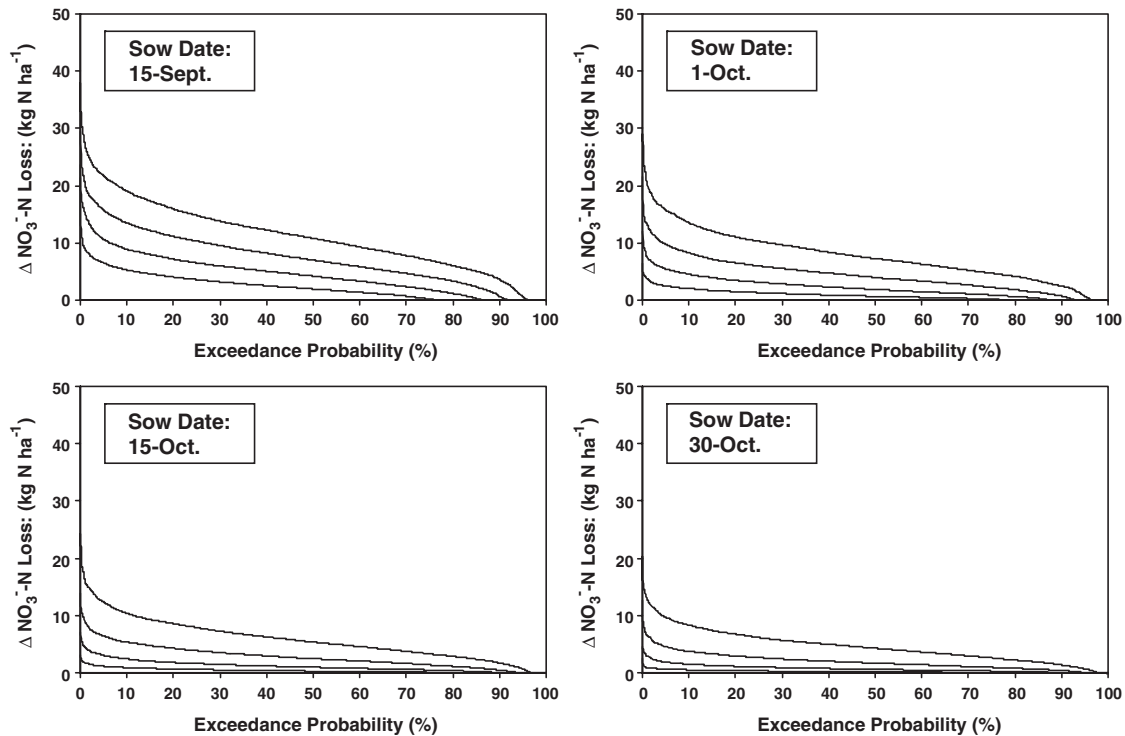 50
40
30
20
10
0
Δ NO₃⁻-N Loss: (kg N ha⁻¹)
Sow Date:
15-Sept.
0 10 20 30 40 50 60 70 80 90 100
Exceedance Probability (%)
50
40
30
20
10
0
Δ NO₃⁻-N Loss: (kg N ha⁻¹)
Sow Date:
1-Oct.
0 10 20 30 40 50 60 70 80 90 100
Exceedance Probability (%)
50
40
30
20
10
0
Δ NO₃⁻-N Loss: (kg N ha⁻¹)
Sow Date:
15-Oct.
0 10 20 30 40 50 60 70 80 90 100
Exceedance Probability (%)
50
40
30
20
10
0
Δ NO₃⁻-N Loss: (kg N ha⁻¹)
Sow Date:
30-Oct.
0 10 20 30 40 50 60 70 80 90 100
Exceedance Probability (%)